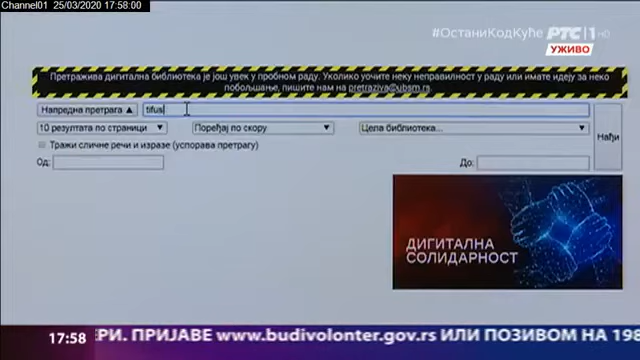 Channel01 25/03/2020 17:58:00
#ОстаниКодКуће РТС|1 HD
УЖИВО
Претражива дигитална библиотека је још увек у пробном раду. Уколико уочите неку неправилност у раду или имате идеју за неко
побољшање, пишите нам на pretraziva@ubsm.rs.
Напредна претрага ▲ tifus
10 резултата по страници ▼ Поређај по скору ▼ Цела библиотека... ▼ Нађи
Тражи сличне речи и изразе (успорава претрагу)
Од: До:
ДИГИТАЛНА
СОЛИДАРНОСТ
17:58 ЕРИ. ПРИЈАВЕ www.budivolonter.gov.rs ИЛИ ПОЗИВОМ НА 198